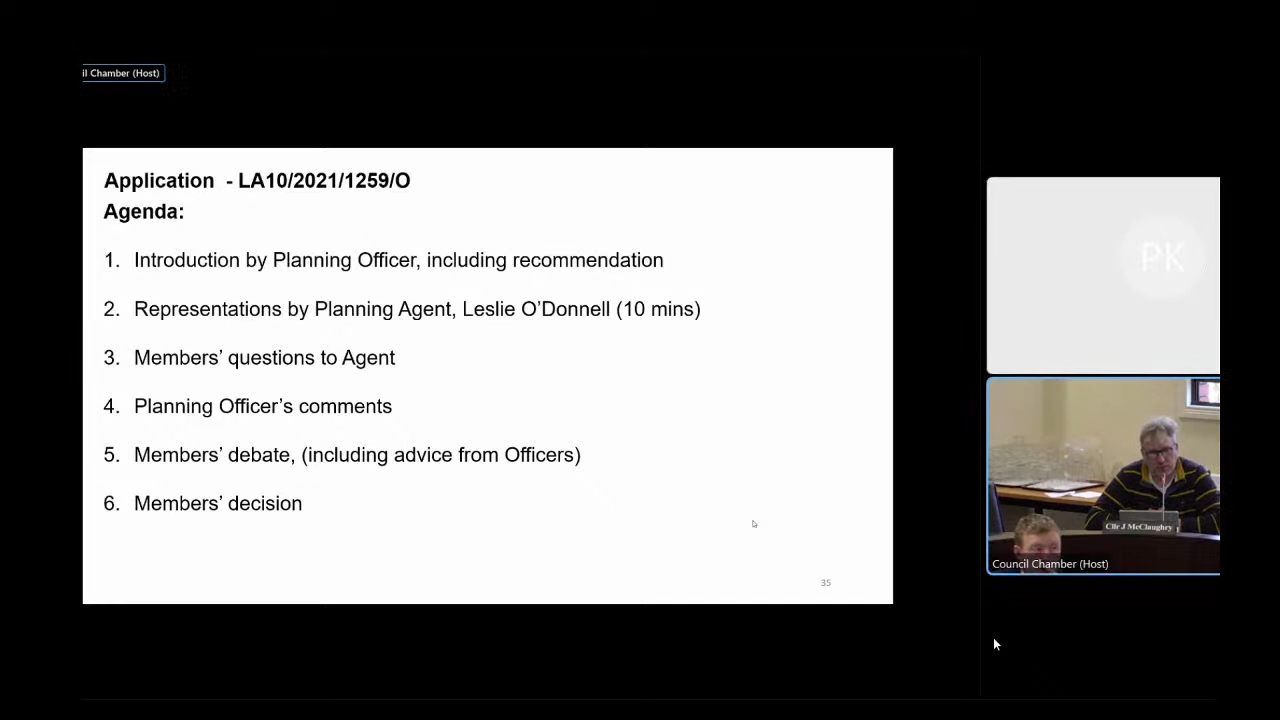 il Chamber (Host)
Application - LA10/2021/1259/O
Agenda:
1. Introduction by Planning Officer, including recommendation
2. Representations by Planning Agent, Leslie O’Donnell (10 mins)
3. Members’ questions to Agent
4. Planning Officer’s comments
5. Members’ debate, (including advice from Officers)
6. Members’ decision
35
PK
Cllr J McClaughry
Council Chamber (Host)